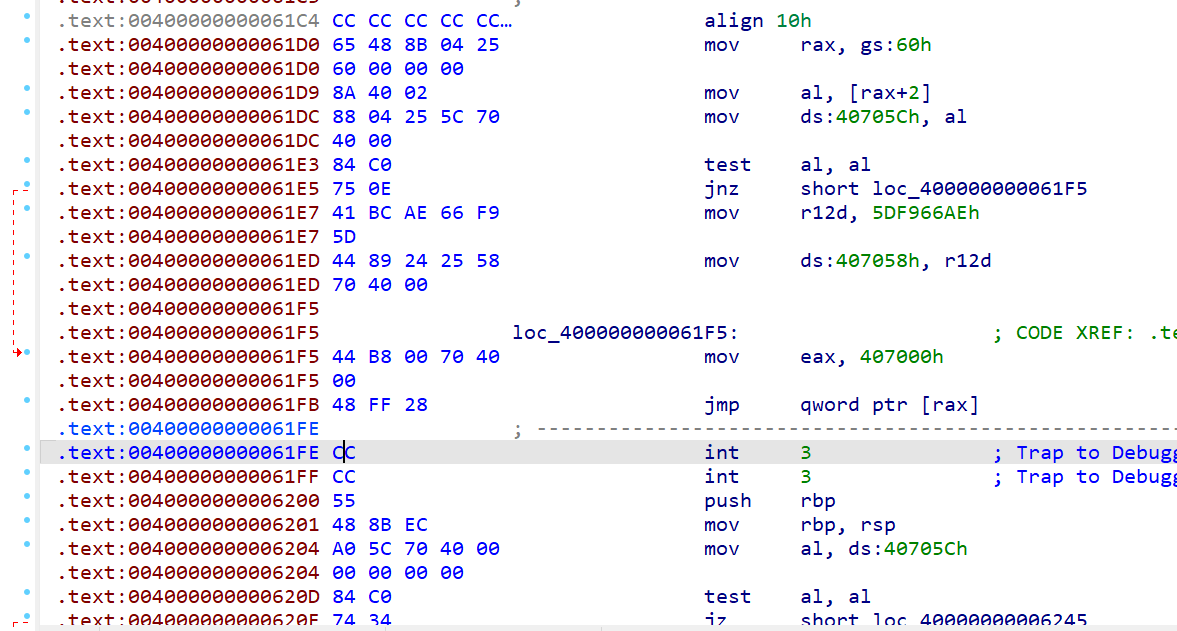 .text:00400000000061C4 CC CC CC CC CC… align 10h
.text:00400000000061D0 65 48 8B 04 25 mov rax, gs:60h
.text:00400000000061D0 60 00 00 00
.text:00400000000061D9 8A 40 02 mov al, [rax+2]
.text:00400000000061DC 88 04 25 5C 70 mov ds:40705Ch, al
.text:00400000000061DC 40 00
.text:00400000000061E3 84 C0 test al, al
.text:00400000000061E5 75 0E jnz short loc_400000000061F5
.text:00400000000061E7 41 BC AE 66 F9 mov r12d, 5DF966AEh
.text:00400000000061E7 5D
.text:00400000000061ED 44 89 24 25 58 mov ds:407058h, r12d
.text:00400000000061ED 70 40 00
.text:00400000000061F5
.text:00400000000061F5 loc_400000000061F5: ; CODE XREF: .te
.text:00400000000061F5 44 B8 00 70 40 mov eax, 407000h
.text:00400000000061F5 00
.text:00400000000061FB 48 FF 28 jmp qword ptr [rax]
.text:00400000000061FE ; ------------------------------------------------------
.text:00400000000061FE CC int 3 ; Trap to Debugg
.text:00400000000061FF CC int 3 ; Trap to Debugg
.text:0040000000006200 55 push rbp
.text:0040000000006201 48 8B EC mov rbp, rsp
.text:0040000000006204 A0 5C 70 40 00 mov al, ds:40705Ch
.text:0040000000006204 00 00 00 00
.text:000400000000620D 84 C0 test al, al
.text:000400000000620F 74 34 jz short loc_40000000006245